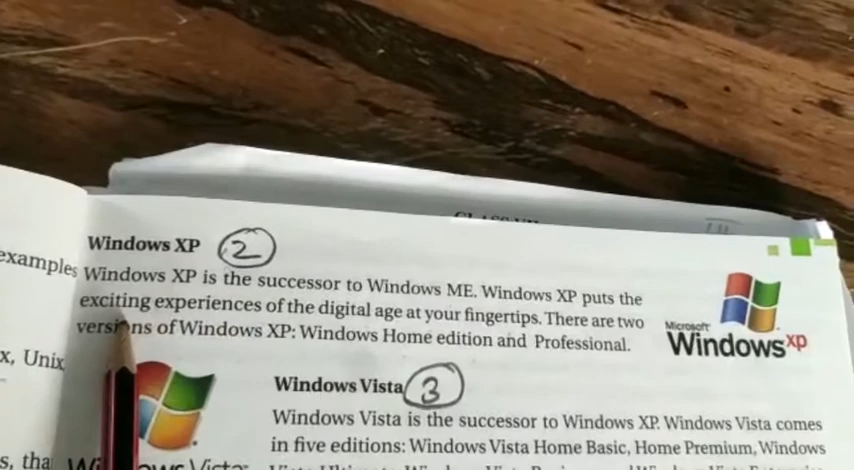 CLASS-VII
Windows XP 2
examples
Windows XP is the successor to Windows ME. Windows XP puts the
exciting experiences of the digital age at your fingertips. There are two
versions of Windows XP: Windows Home edition and Professional.
Microsoft
Windows xp
x, Unix
Windows Vista 3
Windows Vista is the successor to Windows XP. Windows Vista comes
in five editions: Windows Vista Home Basic, Home Premium, Windows
s, tha